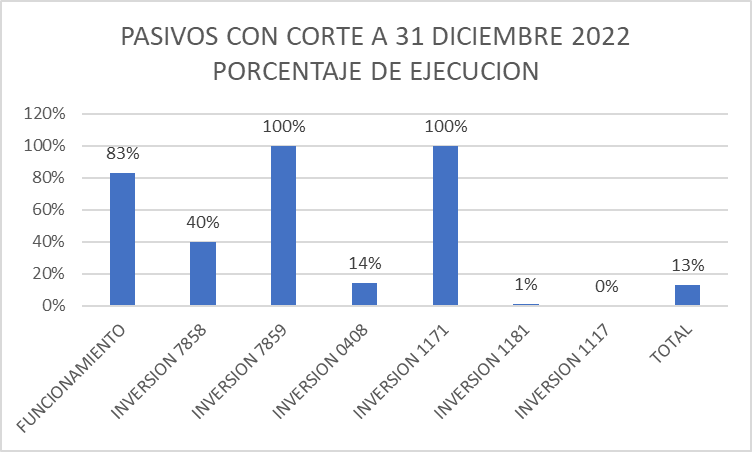 PASIVOS CON CORTE A 31 DICIEMBRE 2022
PORCENTAJE DE EJECUCION
120%
100%
80%
60%
40%
20%
0%
83%
40%
100%
14%
100%
1%
0%
13%
FUNCIONAMIENTO
INVERSION 7858
INVERSION 7859
INVERSION 0408
INVERSION 1171
INVERSION 1181
INVERSION 1117
TOTAL